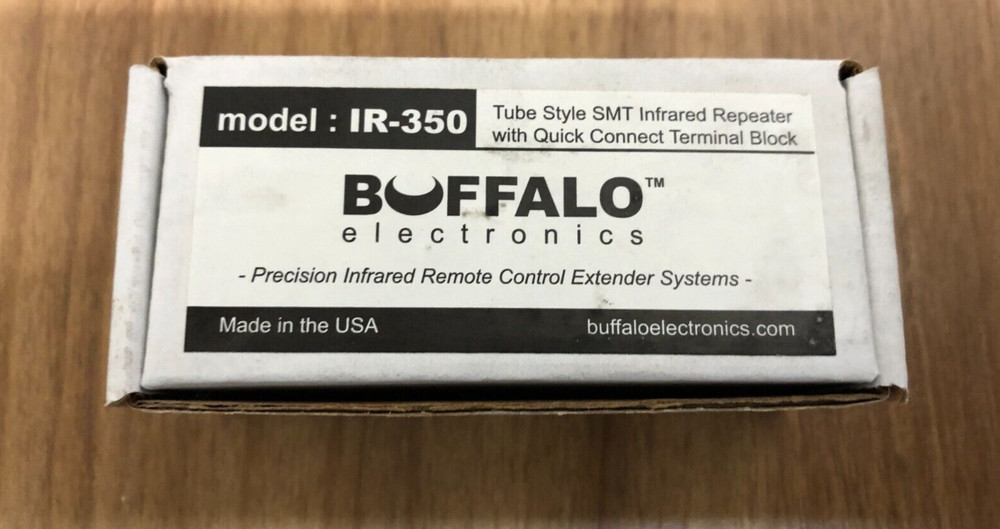 model : IR-350
Tube Style SMT Infrared Repeater
with Quick Connect Terminal Block
BUFFALO™
electronics
- Precision Infrared Remote Control Extender Systems -
Made in the USA
buffaloelectronics.com